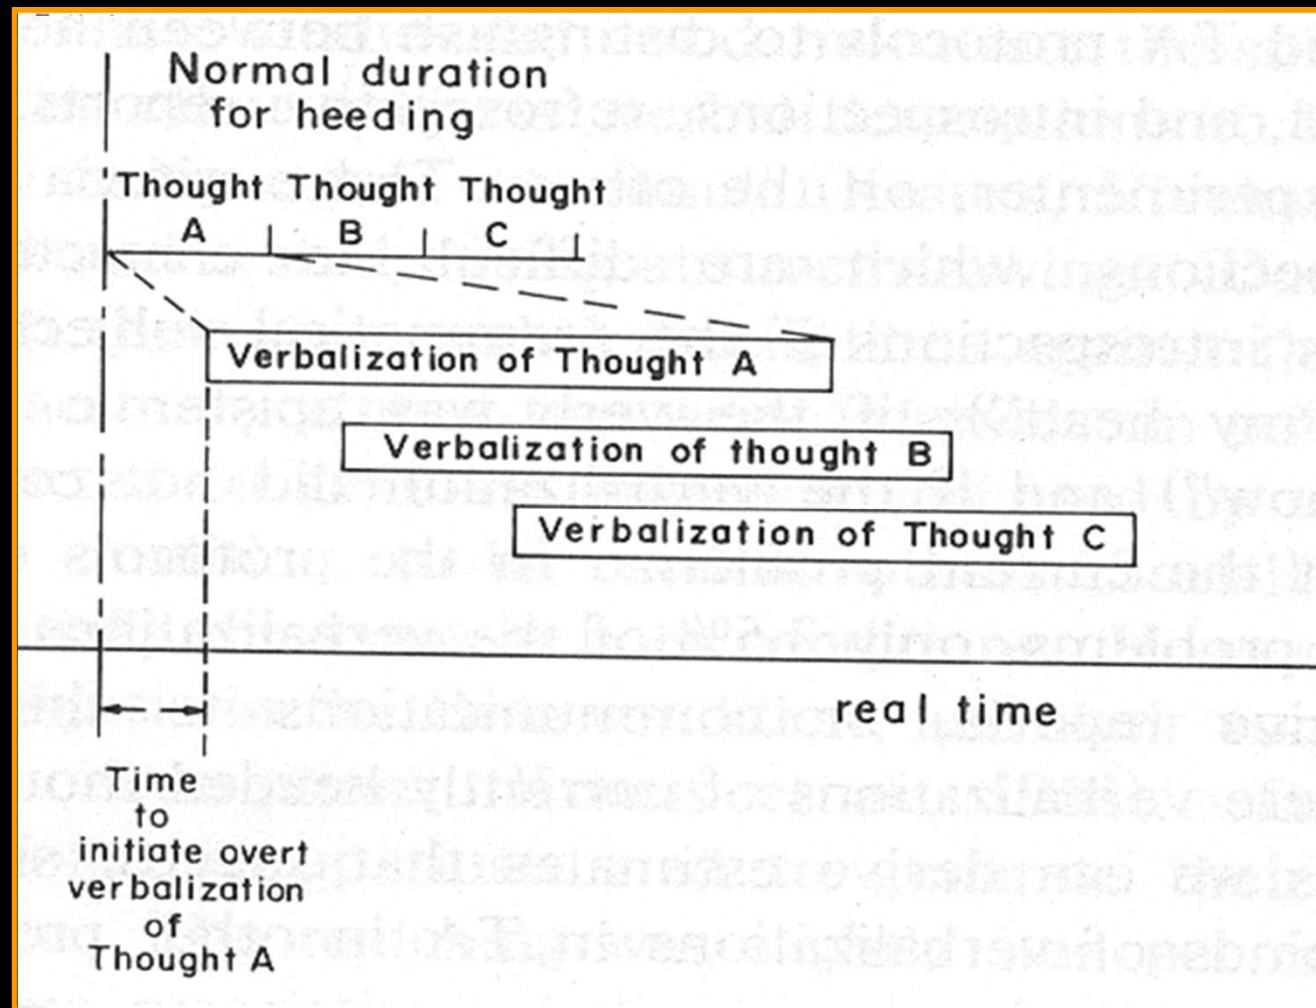 Normal duration
for heeding
Thought Thought Thought
A B C
Verbalization of Thought A
Verbalization of thought B
Verbalization of Thought C
real time
Time
to
initiate overt
verbalization
of
Thought A